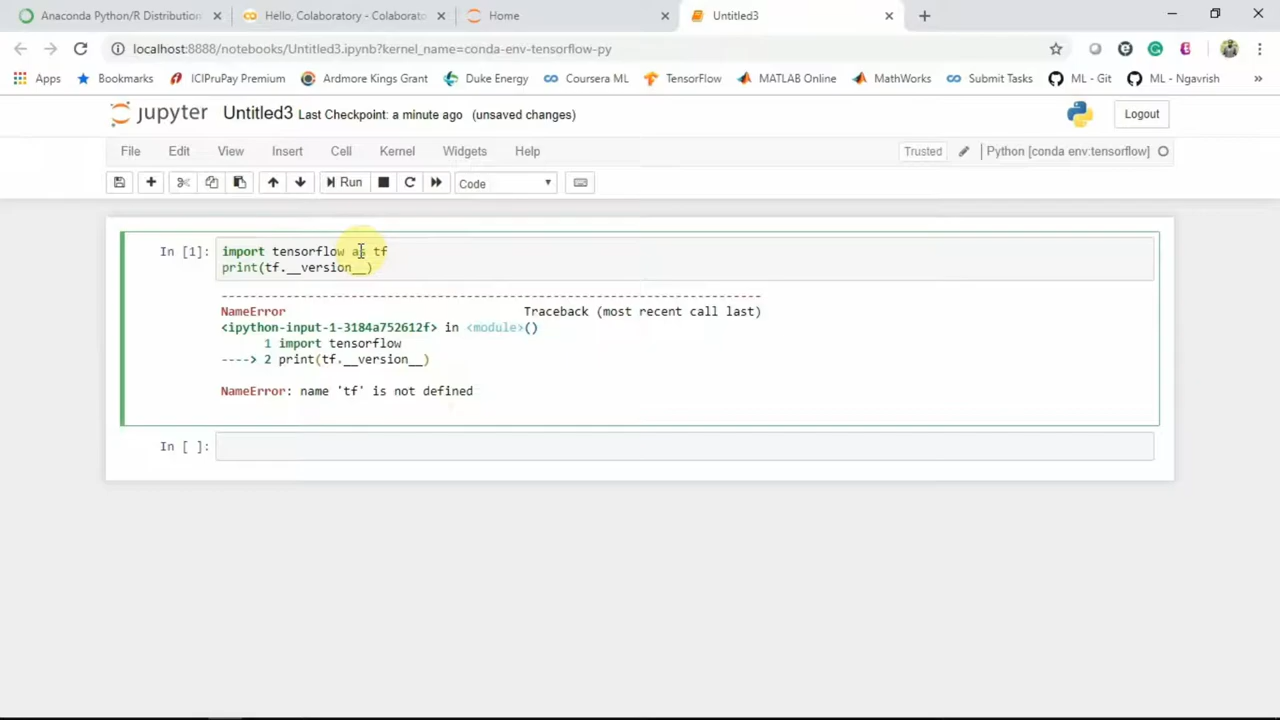 Anaconda Python/R Distribution
Hello, Colaboratory - Colaborato
Home
Untitled3
localhost:8888/notebooks/Untitled3.ipynb?kernel_name=conda-env-tensorflow-py
Apps Bookmarks ICIPruPay Premium Ardmore Kings Grant Duke Energy Coursera ML TensorFlow MATLAB Online MathWorks Submit Tasks ML - Git ML - Ngavrish »
jupyter Untitled3 Last Checkpoint: a minute ago (unsaved changes)
Logout
File Edit View Insert Cell Kernel Widgets Help
Trusted Python [conda env:tensorflow]
Run Code
In [1]: import tensorflow as tf
print(tf.__version__)
---------------------------------------------------------------------------
NameError Traceback (most recent call last)
<ipython-input-1-3184a752612f> in <module>()
1 import tensorflow
----> 2 print(tf.__version__)
NameError: name 'tf' is not defined
In [ ]: